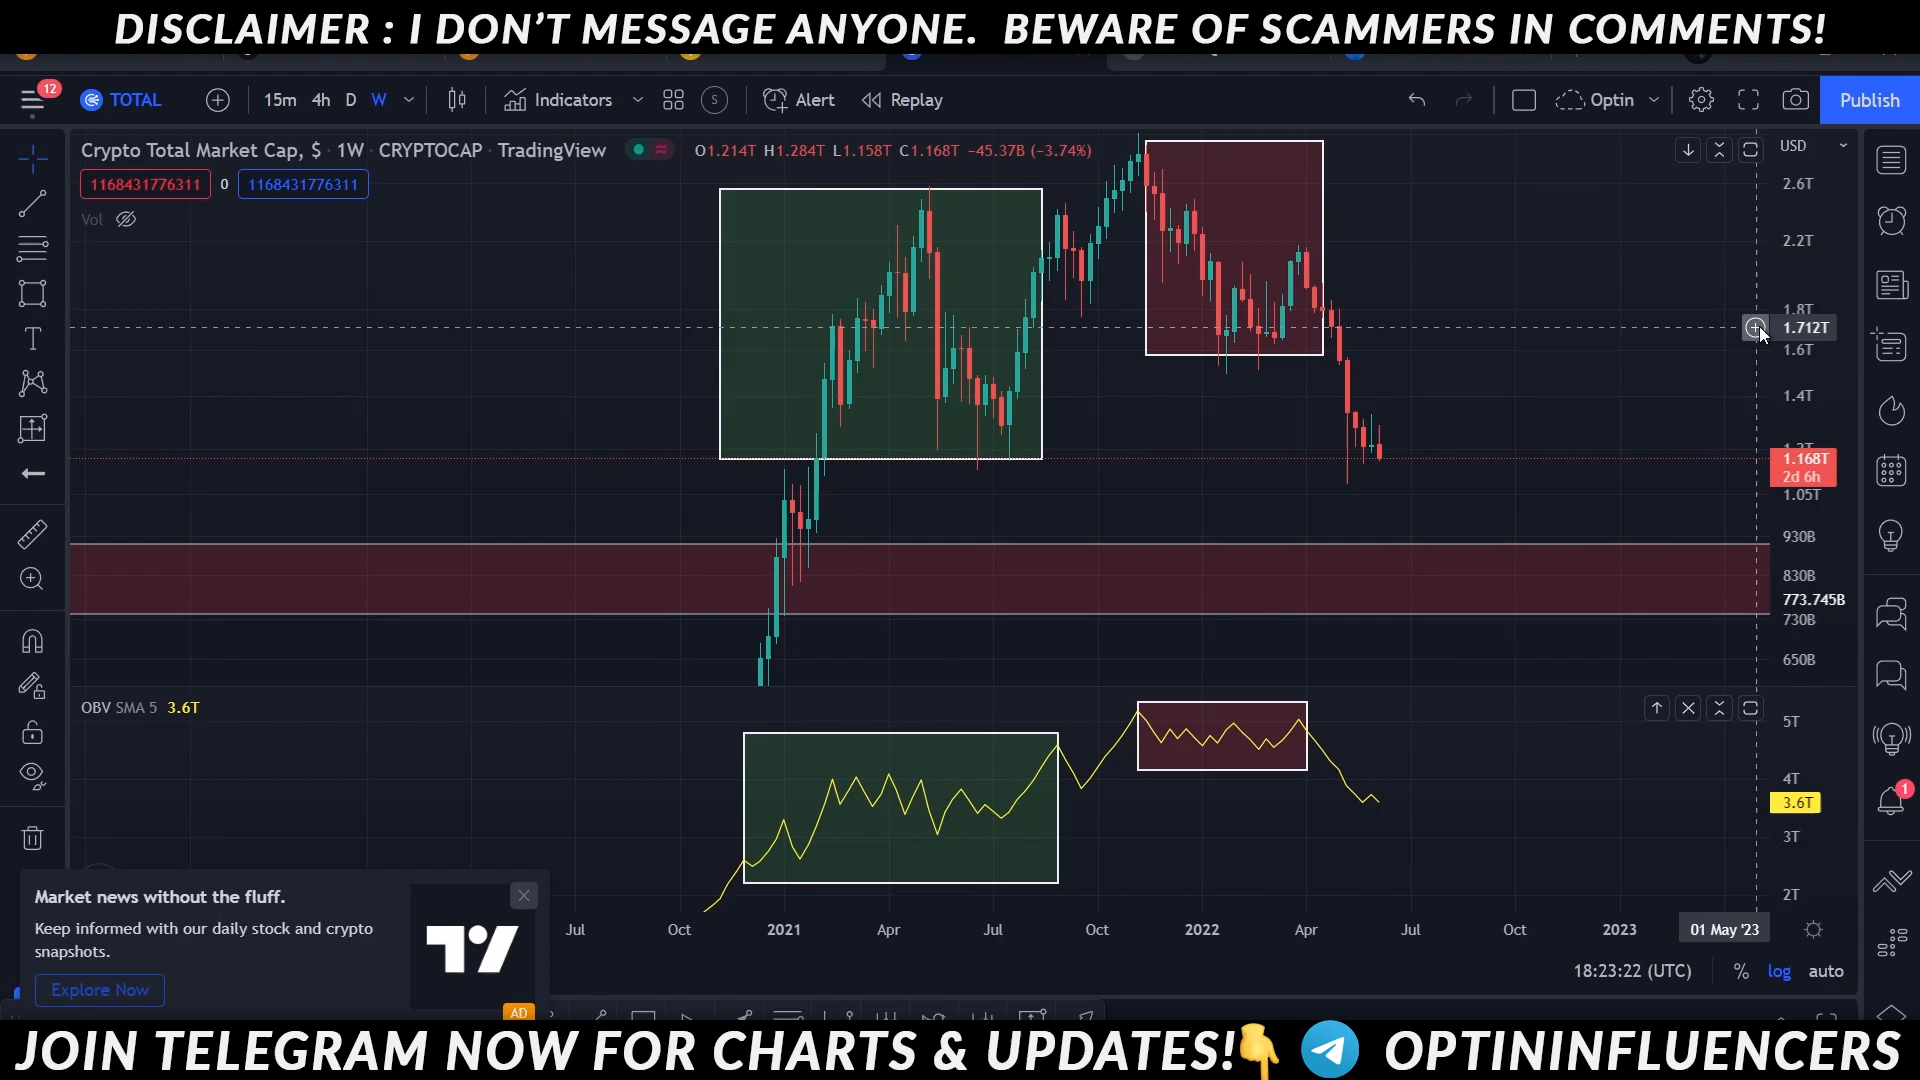 DISCLAIMER : I DON’T MESSAGE ANYONE. BEWARE OF SCAMMERS IN COMMENTS!
12
TOTAL
15m 4h D W
Indicators
S
Alert
Replay
Optin
Publish
Crypto Total Market Cap, $ · 1W · CRYPTOCAP · TradingView
O1.214T H1.284T L1.158T C1.168T −45.37B (−3.74%)
USD
1168431776311 0 1168431776311
Vol
2.6T
2.2T
1.8T
1.712T
1.6T
1.4T
1.2T
1.168T
2d 6h
1.05T
930B
830B
773.745B
730B
650B
OBV SMA 5 3.6T
5T
4T
3.6T
3T
2T
1
Market news without the fluff.
Keep informed with our daily stock and crypto
snapshots.
Explore Now
AD
Jul Oct 2021 Apr Jul Oct 2022 Apr Jul Oct 2023 01 May '23
18:23:22 (UTC) % log auto
JOIN TELEGRAM NOW FOR CHARTS & UPDATES!👇 OPTININFLUENCERS